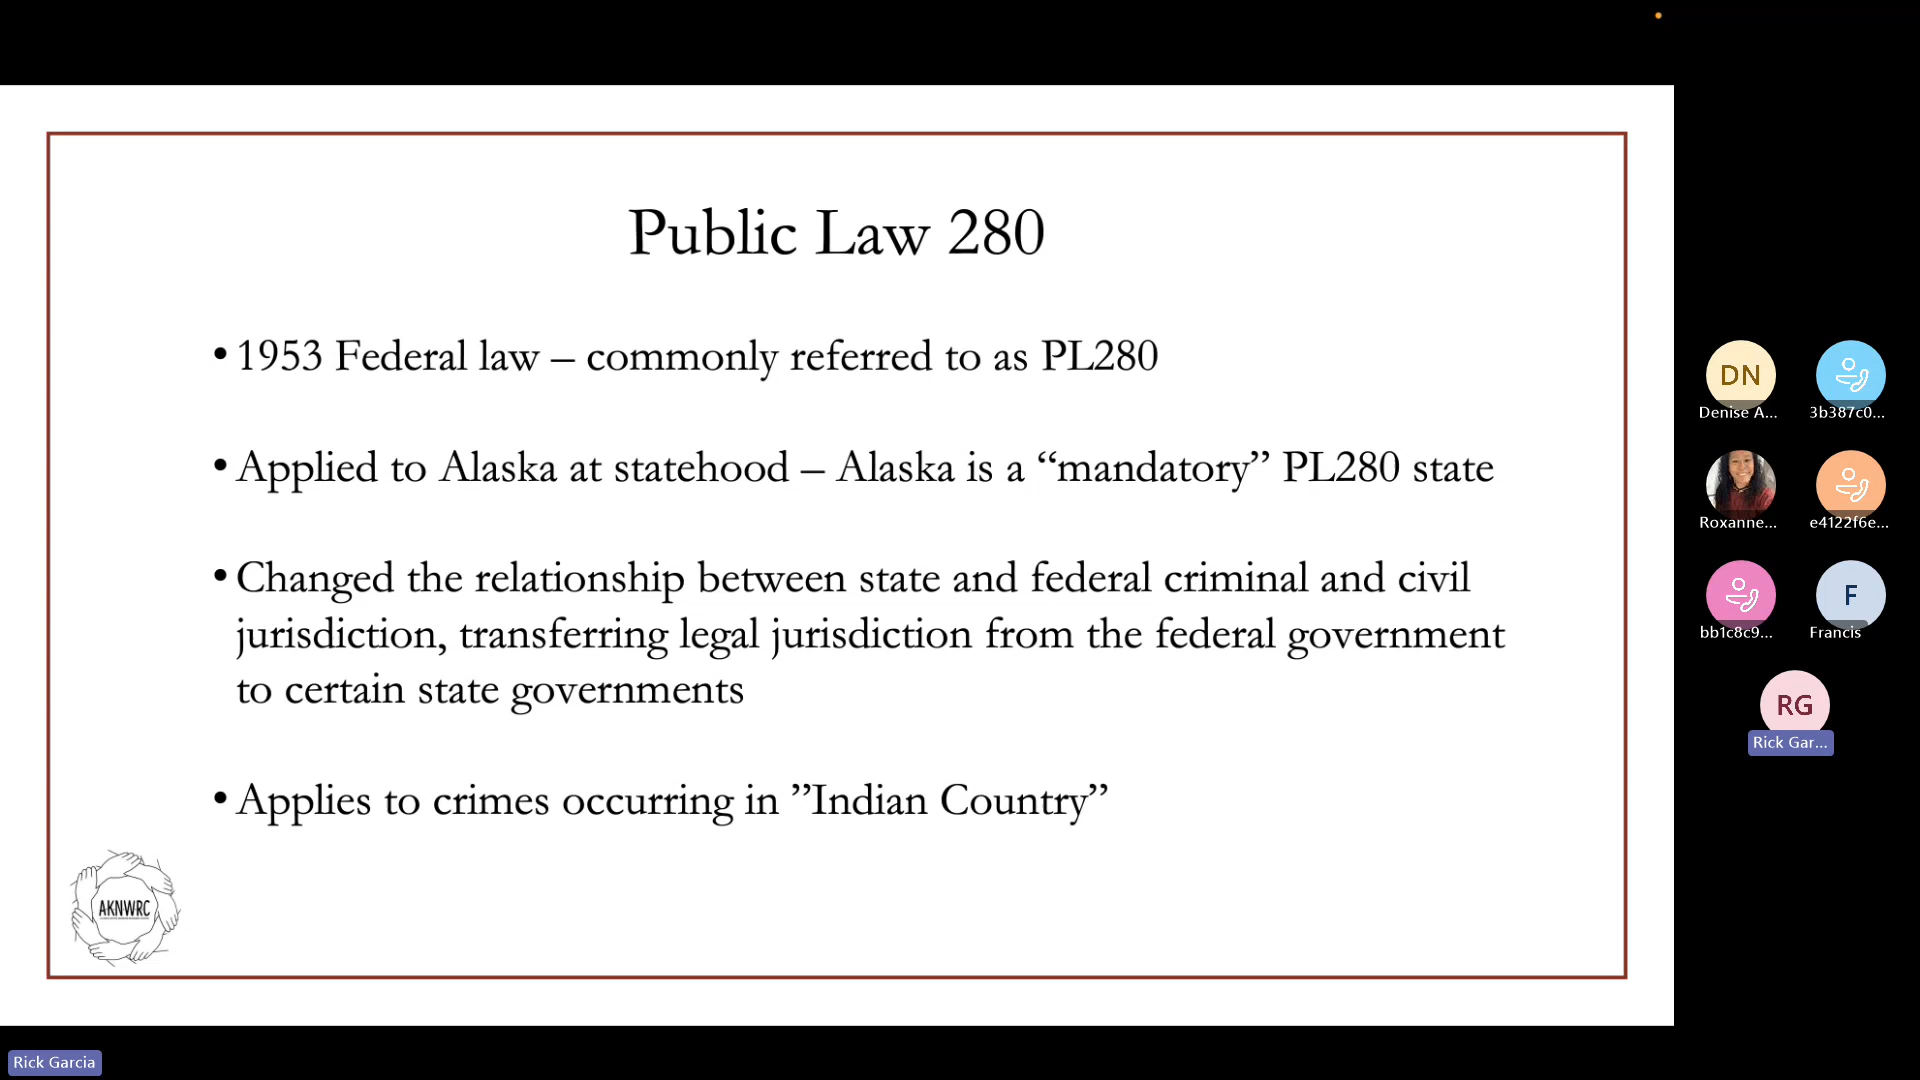 Public Law 280
• 1953 Federal law – commonly referred to as PL280
• Applied to Alaska at statehood – Alaska is a “mandatory” PL280 state
• Changed the relationship between state and federal criminal and civil
jurisdiction, transferring legal jurisdiction from the federal government
to certain state governments
• Applies to crimes occurring in ”Indian Country”
AKNWRC
DN
Denise A...
3b387c0...
Roxanne...
e4122f6e...
bb1c8c9...
F
Francis
RG
Rick Gar...
Rick Garcia